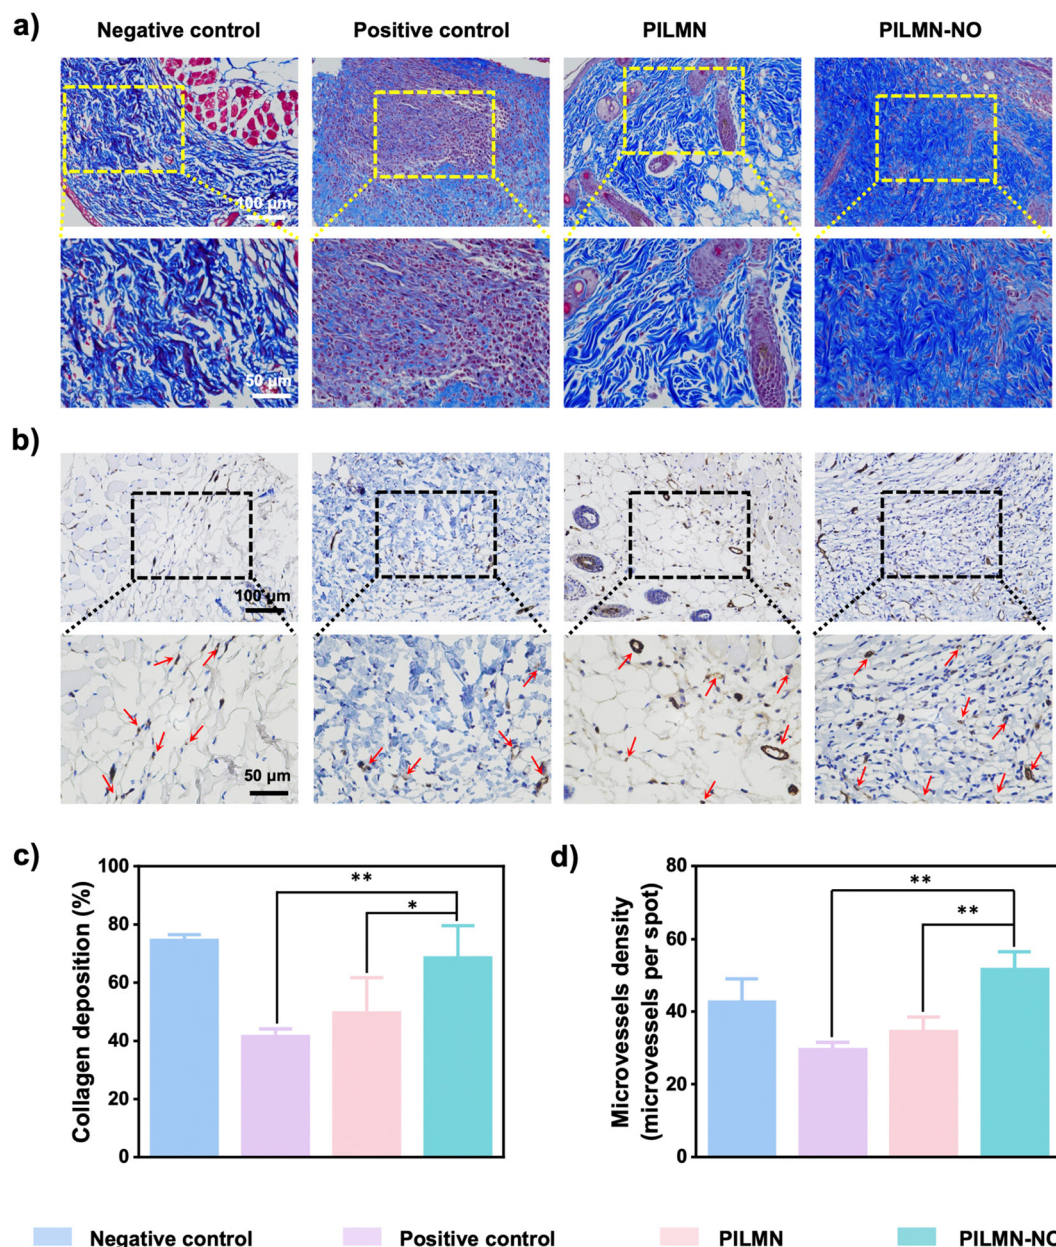 a)
Negative control
Positive control
PILMN
PILMN-NO
100 μm
50 μm
b)
100 μm
50 μm
c)
Collagen deposition (%)
100
80
60
40
20
0
**
*
d)
Microvessels density
(microvessels per spot)
80
60
40
20
0
**
**
Negative control
Positive control
PILMN
PILMN-NO